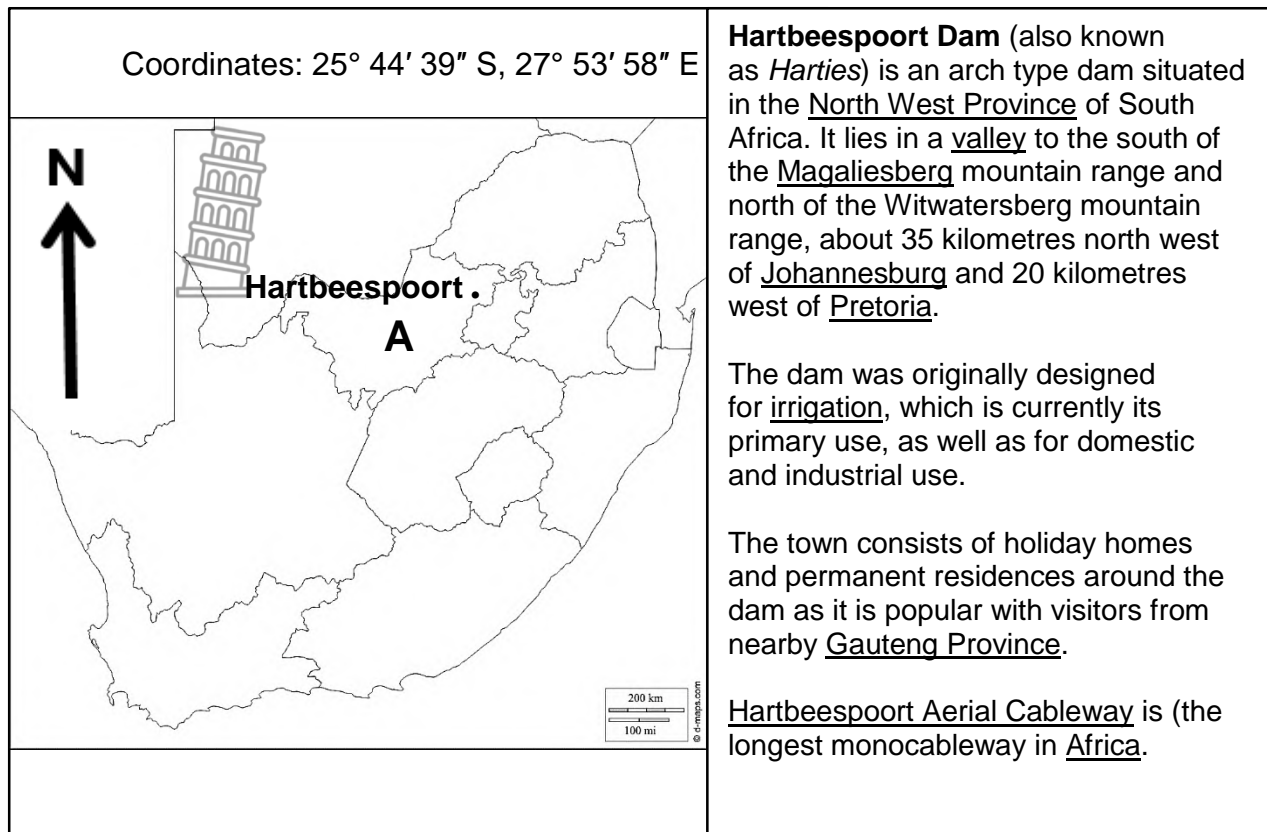 Coordinates: 25° 44′ 39″ S, 27° 53′ 58″ E
N
Hartbeespoort .
A
200 km
100 mi
© d-maps.com
Hartbeespoort Dam (also known
as Harties) is an arch type dam situated
in the North West Province of South
Africa. It lies in a valley to the south of
the Magaliesberg mountain range and
north of the Witwatersberg mountain
range, about 35 kilometres north west
of Johannesburg and 20 kilometres
west of Pretoria.
The dam was originally designed
for irrigation, which is currently its
primary use, as well as for domestic
and industrial use.
The town consists of holiday homes
and permanent residences around the
dam as it is popular with visitors from
nearby Gauteng Province.
Hartbeespoort Aerial Cableway is (the
longest monocableway in Africa.